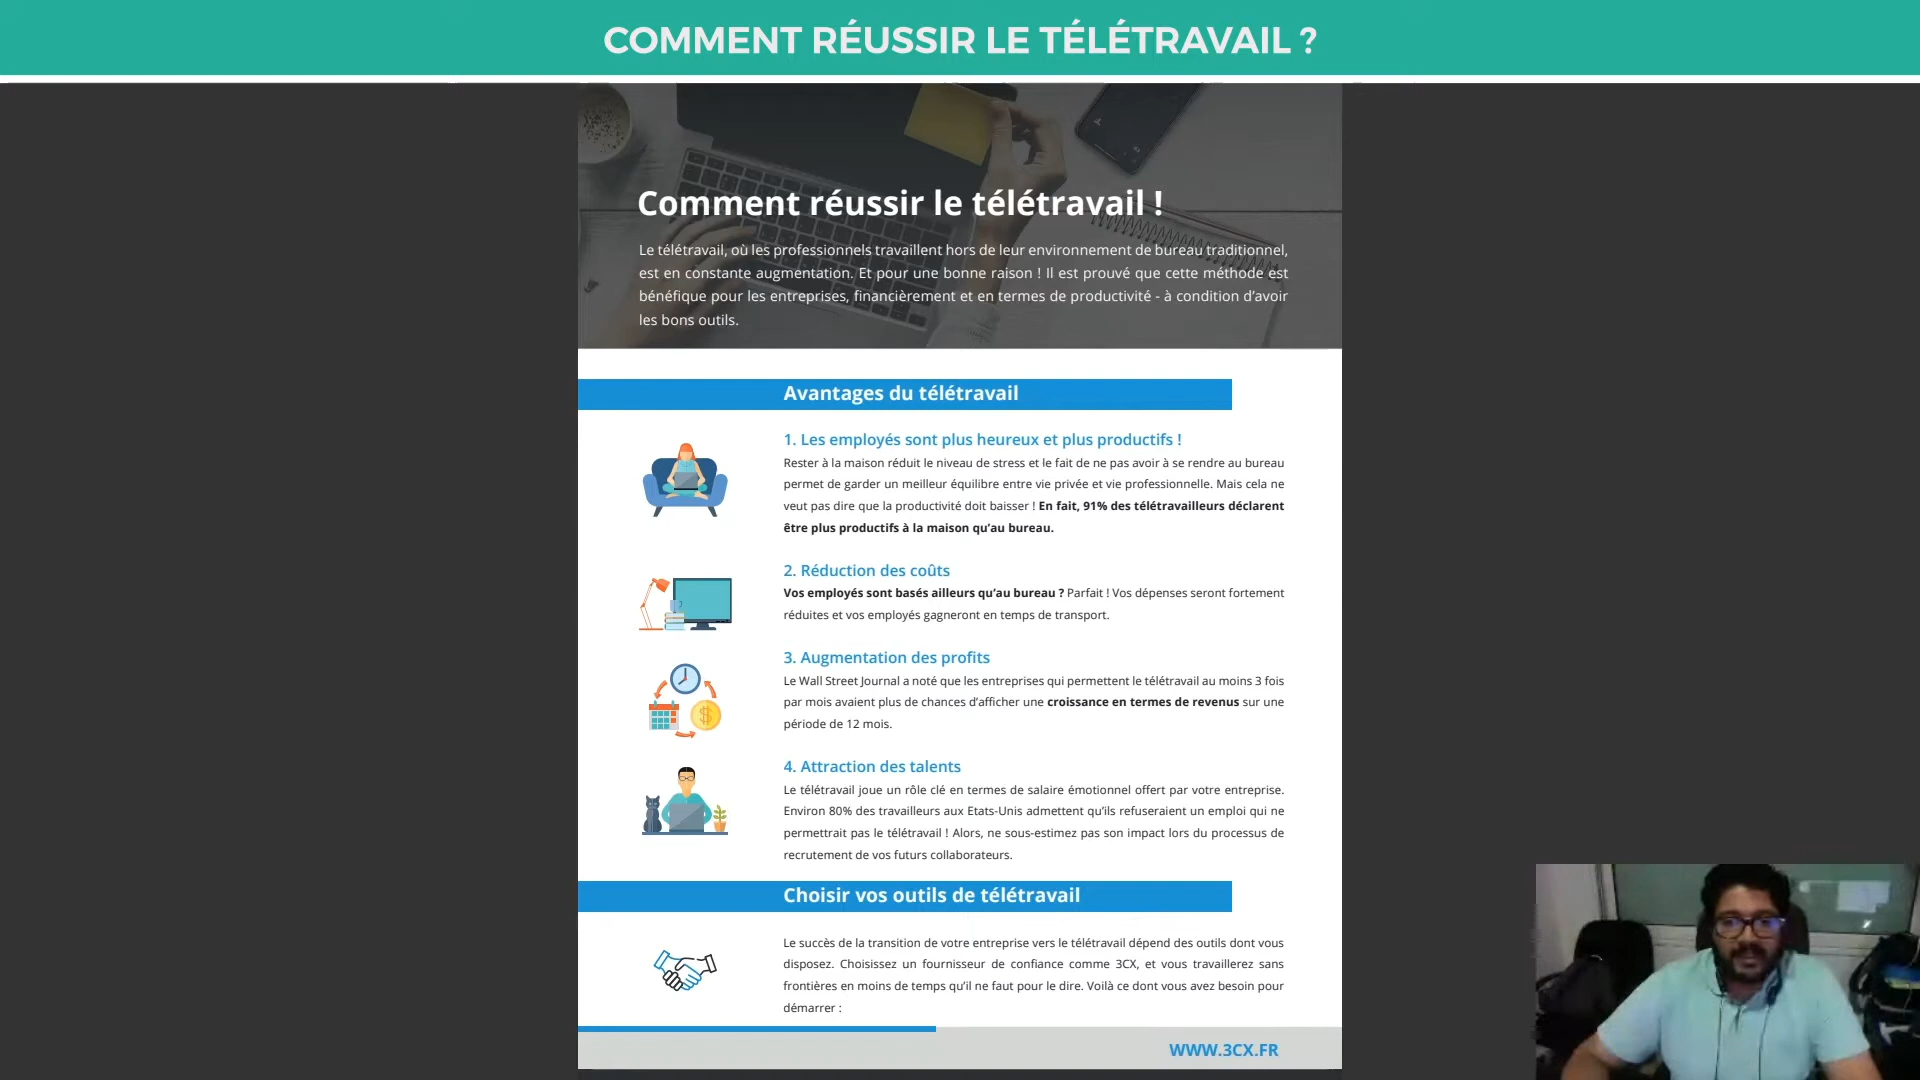 COMMENT RÉUSSIR LE TÉLÉTRAVAIL ?
Comment réussir le télétravail !
Le télétravail, où les professionnels travaillent hors de leur environnement de bureau traditionnel,
est en constante augmentation. Et pour une bonne raison ! Il est prouvé que cette méthode est
bénéfique pour les entreprises, financièrement et en termes de productivité - à condition d'avoir
les bons outils.
Avantages du télétravail
1. Les employés sont plus heureux et plus productifs !
Rester à la maison réduit le niveau de stress et le fait de ne pas avoir à se rendre au bureau
permet de garder un meilleur équilibre entre vie privée et vie professionnelle. Mais cela ne
veut pas dire que la productivité doit baisser ! En fait, 91% des télétravailleurs déclarent
être plus productifs à la maison qu'au bureau.
2. Réduction des coûts
Vos employés sont basés ailleurs qu'au bureau ? Parfait ! Vos dépenses seront fortement
réduites et vos employés gagneront en temps de transport.
3. Augmentation des profits
Le Wall Street Journal a noté que les entreprises qui permettent le télétravail au moins 3 fois
par mois avaient plus de chances d'afficher une croissance en termes de revenus sur une
période de 12 mois.
4. Attraction des talents
Le télétravail joue un rôle clé en termes de salaire émotionnel offert par votre entreprise.
Environ 80% des travailleurs aux Etats-Unis admettent qu'ils refuseraient un emploi qui ne
permettrait pas le télétravail ! Alors, ne sous-estimez pas son impact lors du processus de
recrutement de vos futurs collaborateurs.
Choisir vos outils de télétravail
Le succès de la transition de votre entreprise vers le télétravail dépend des outils dont vous
disposez. Choisissez un fournisseur de confiance comme 3CX, et vous travaillerez sans
frontières en moins de temps qu'il ne faut pour le dire. Voilà ce dont vous avez besoin pour
démarrer :
WWW.3CX.FR